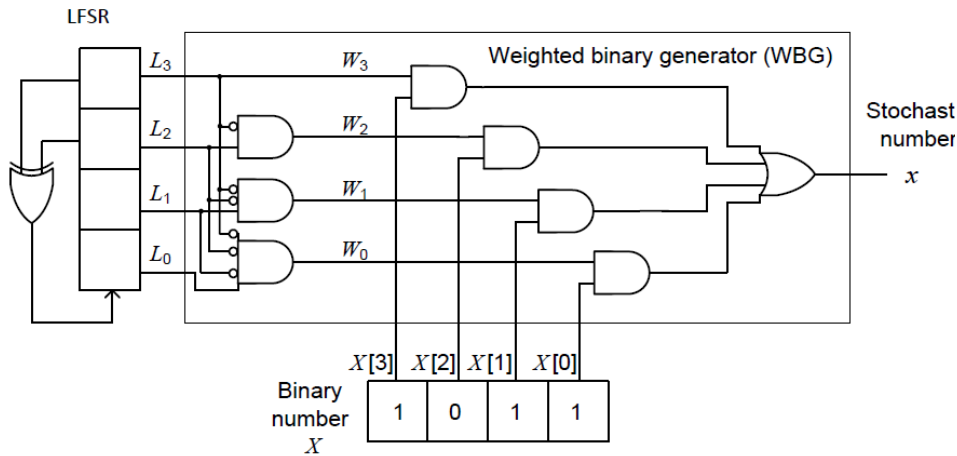 LFSR
Weighted binary generator (WBG)
L3
W3
Stochast
number
x
L2
W2
L1
W1
L0
W0
X[3] X[2] X[1] X[0]
Binary
number
X
1 0 1 1